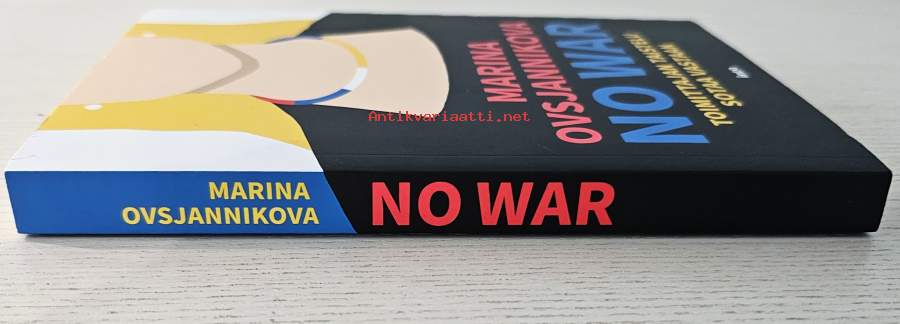 MARINA
OVSJANNIKOVA
NO WAR
TOIMITTAJAN TAISTELU
SOTAA VASTAAN
Antikvariaatti.net
MARINA
OVSJANNIKOVA
NO WAR